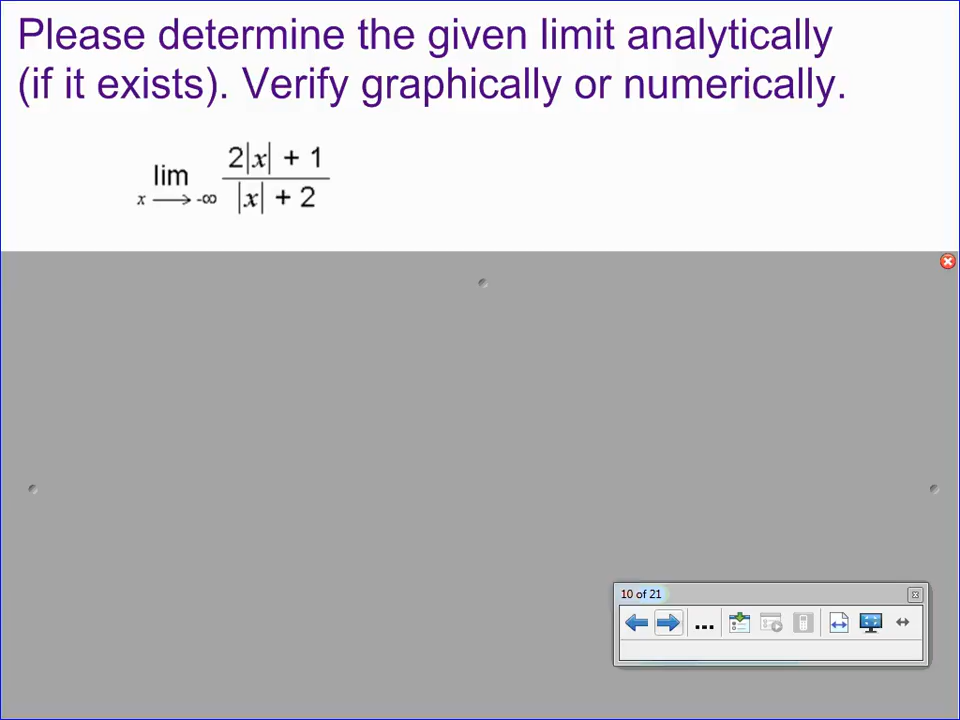 Please determine the given limit analytically
(if it exists). Verify graphically or numerically.
lim x → -∞ 2|x| + 1 / |x| + 2
10 of 21